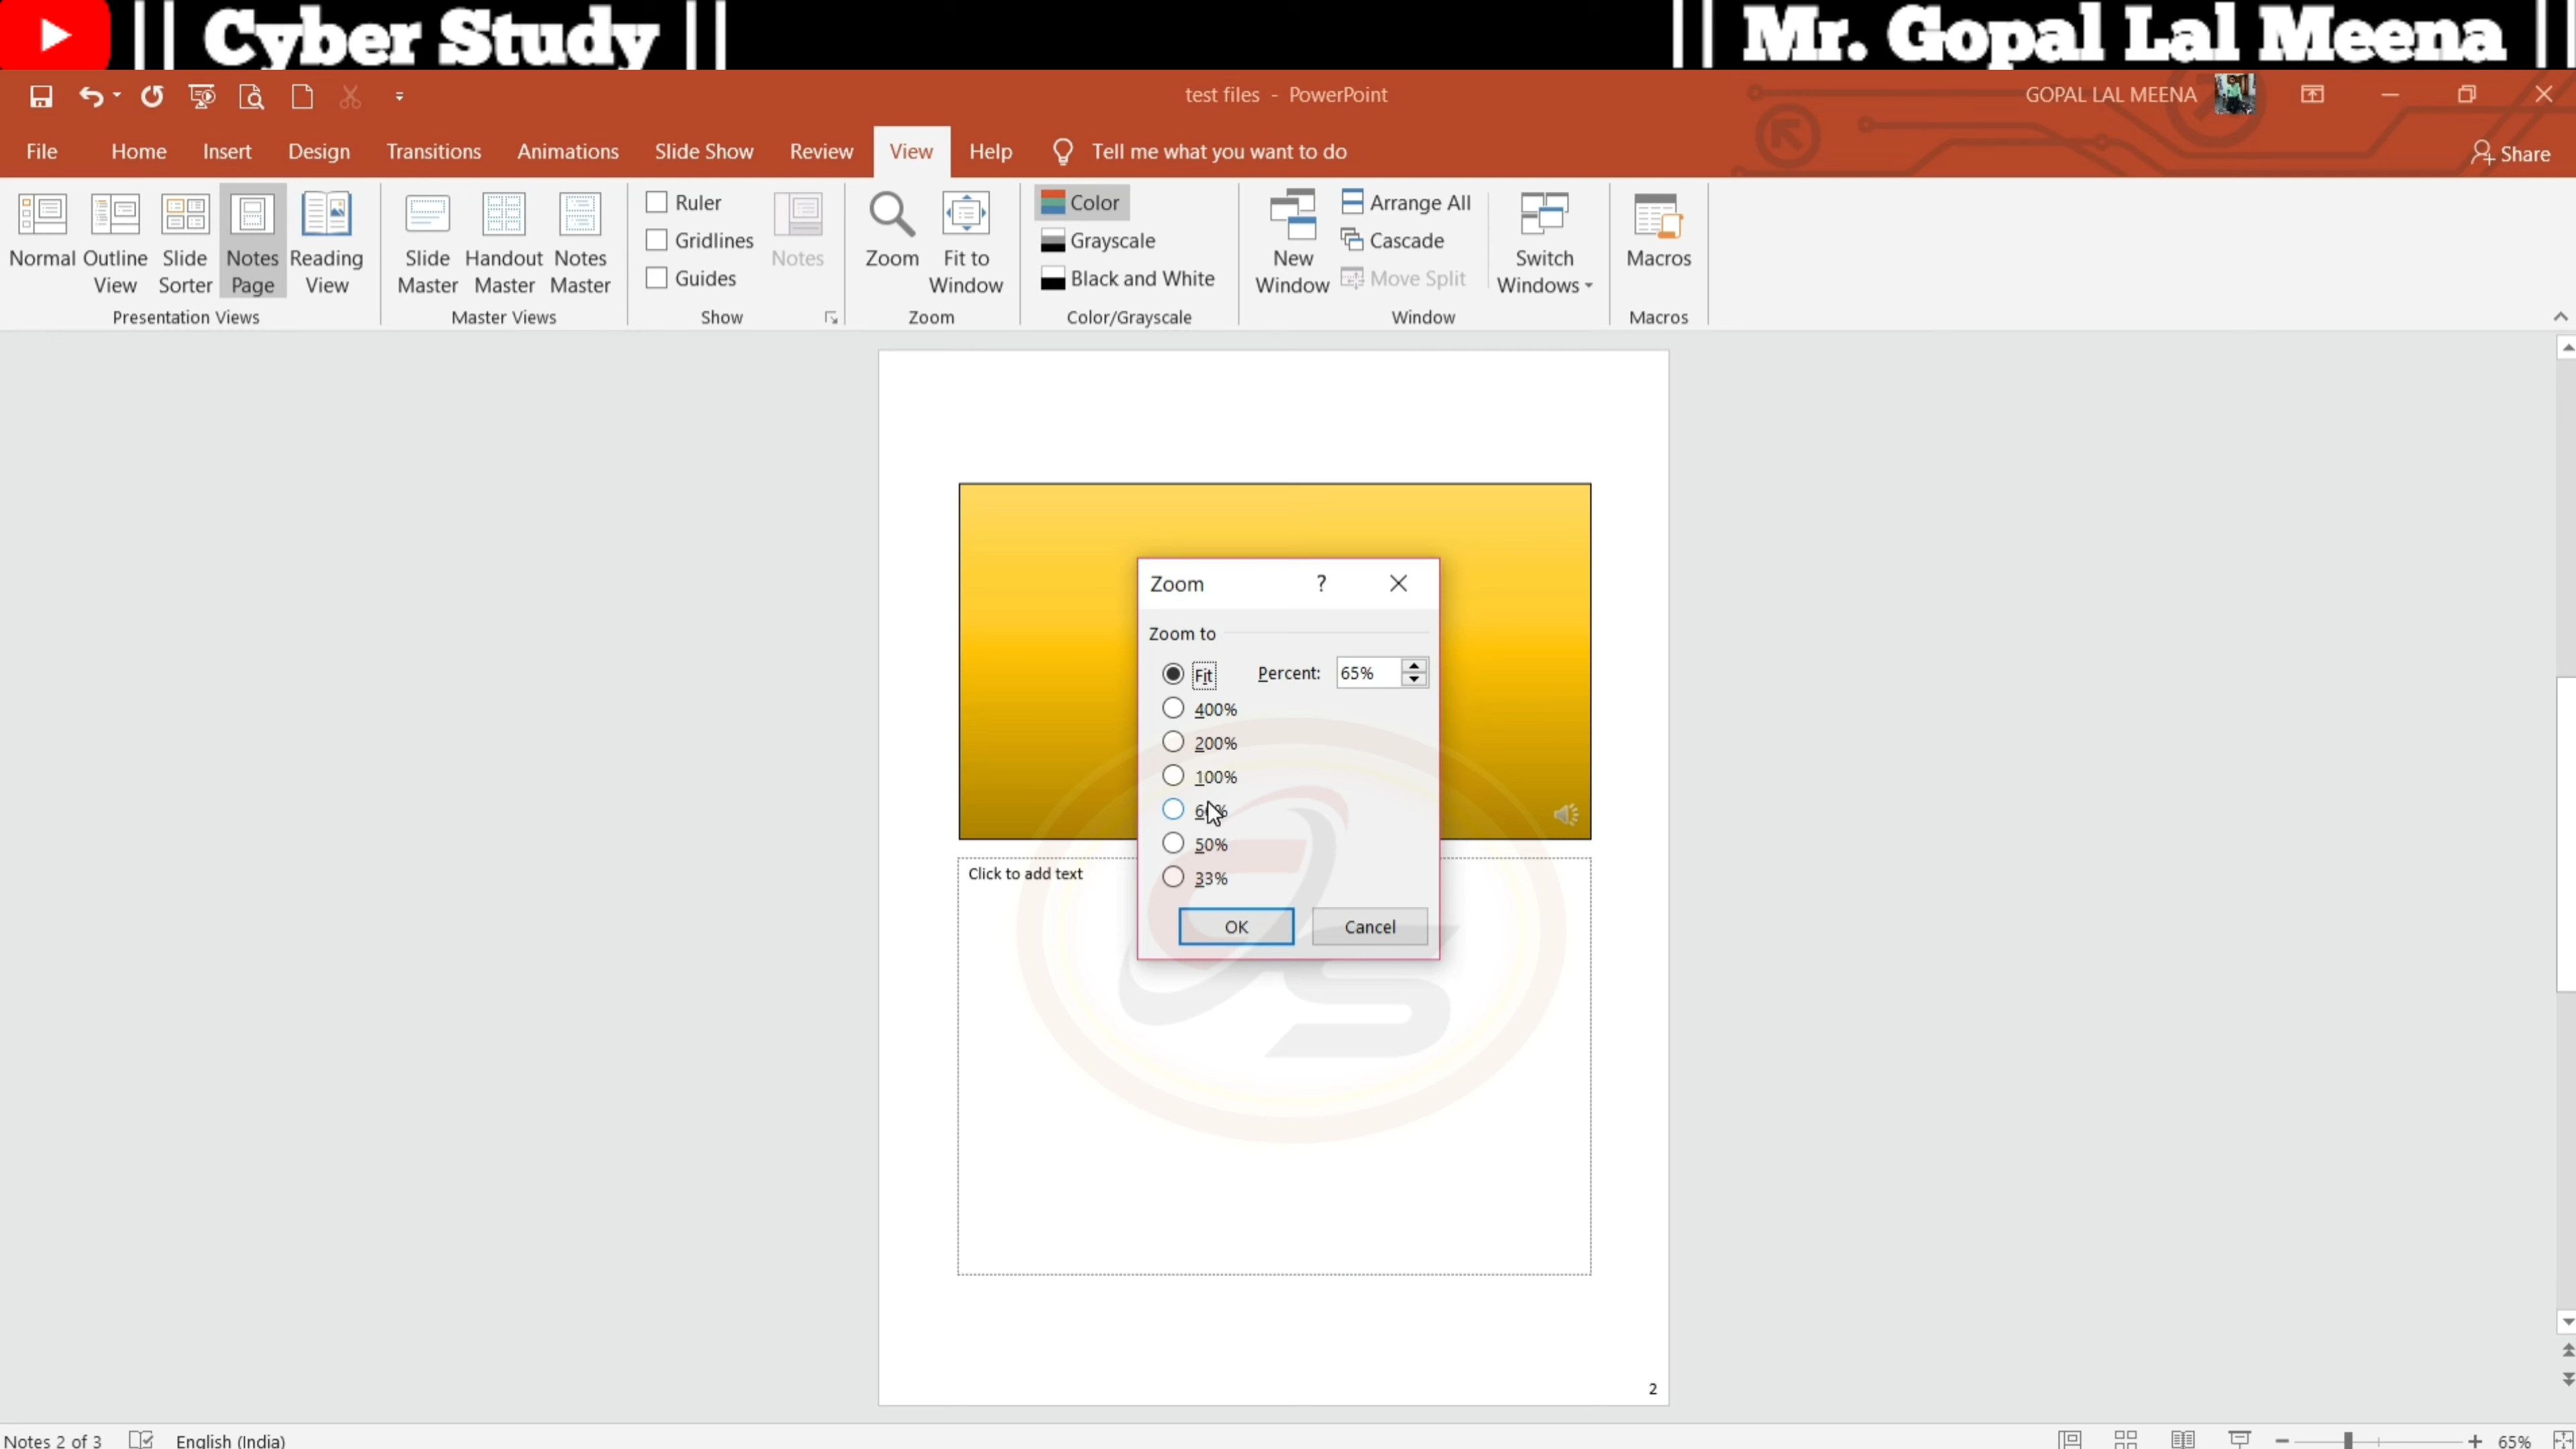 || Cyber Study ||
|| Mr. Gopal Lal Meena ||
test files - PowerPoint
GOPAL LAL MEENA
File Home Insert Design Transitions Animations Slide Show Review View Help Tell me what you want to do Share
Normal
Outline View
Slide Sorter
Notes Page
Reading View
Presentation Views
Slide Master
Handout Master
Notes Master
Master Views
Ruler
Gridlines
Guides
Notes
Show
Zoom
Fit to Window
Zoom
Color
Grayscale
Black and White
Color/Grayscale
New Window
Arrange All
Cascade
Move Split
Switch Windows
Window
Macros
Macros
Zoom ?
Zoom to
Fit Percent: 65%
400%
200%
100%
50%
33%
OK Cancel
Click to add text
2
Notes 2 of 3 English (India) 65%